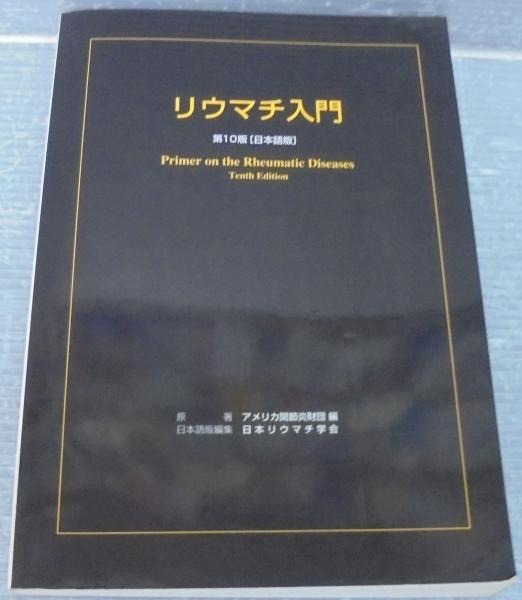 リウマチ入門
第10版［日本語版］
Primer on the Rheumatic Diseases
Tenth Edition
原 著 アメリカ関節炎財団 編
日本語版編集 日本リウマチ学会